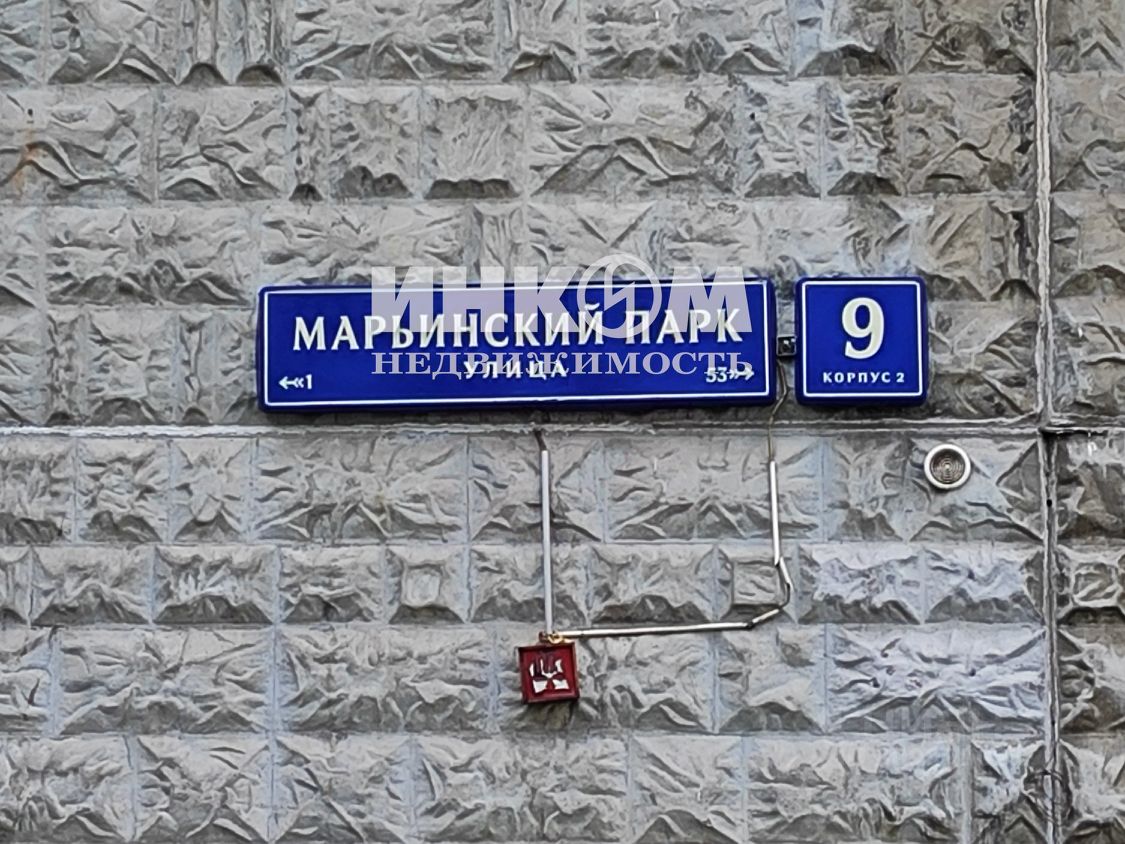 ИНКОМ
МАРЬИНСКИЙ ПАРК
НЕДВИЖИМОСТЬ
УЛИЦА
1
53
9
КОРПУС 2